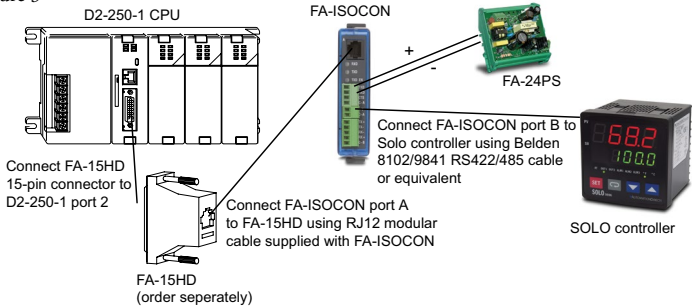 D2-250-1 CPU
FA-ISOCON
+
-
FA-24PS
Connect FA-ISOCON port B to
Solo controller using Belden
8102/9841 RS422/485 cable
or equivalent
68.2
100.0
SET
SOLO
SOLO controller
Connect FA-15HD
15-pin connector to
D2-250-1 port 2
Connect FA-ISOCON port A
to FA-15HD using RJ12 modular
cable supplied with FA-ISOCON
FA-15HD
(order seperately)